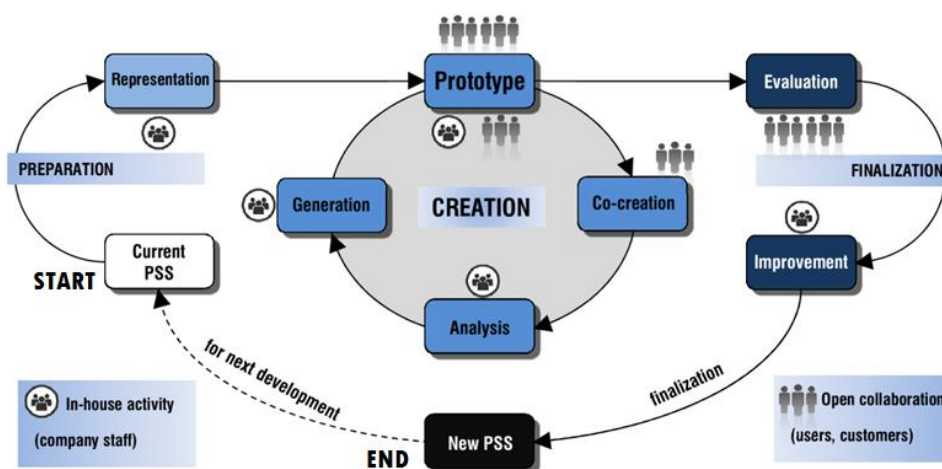 Representation
Prototype
Evaluation
PREPARATION
FINALIZATION
Generation
CREATION
Co-creation
START
Current
PSS
Improvement
Analysis
for next development
finalization
In-house activity
(company staff)
Open collaboration
(users, customers)
END
New PSS